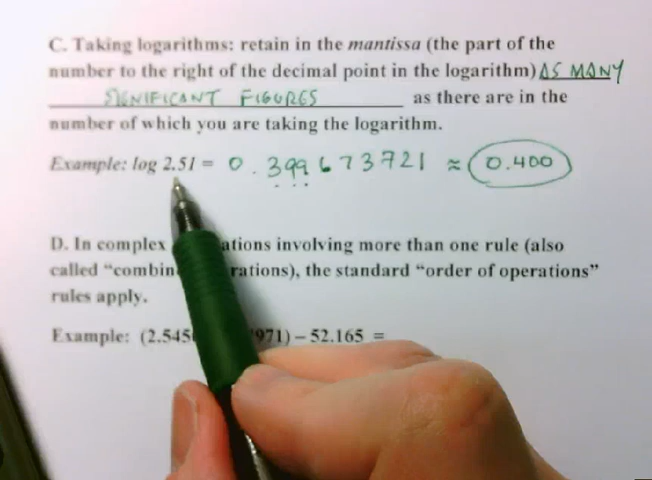 C. Taking logarithms: retain in the mantissa (the part of the
number to the right of the decimal point in the logarithm) AS MANY
SIGNIFICANT FIGURES as there are in the
number of which you are taking the logarithm.
Example: log 2.51 = 0.399673721 ≈ 0.400
D. In complex ations involving more than one rule (also
called “combin rations), the standard “order of operations”
rules apply.
Example: (2.545 971) – 52.165 =